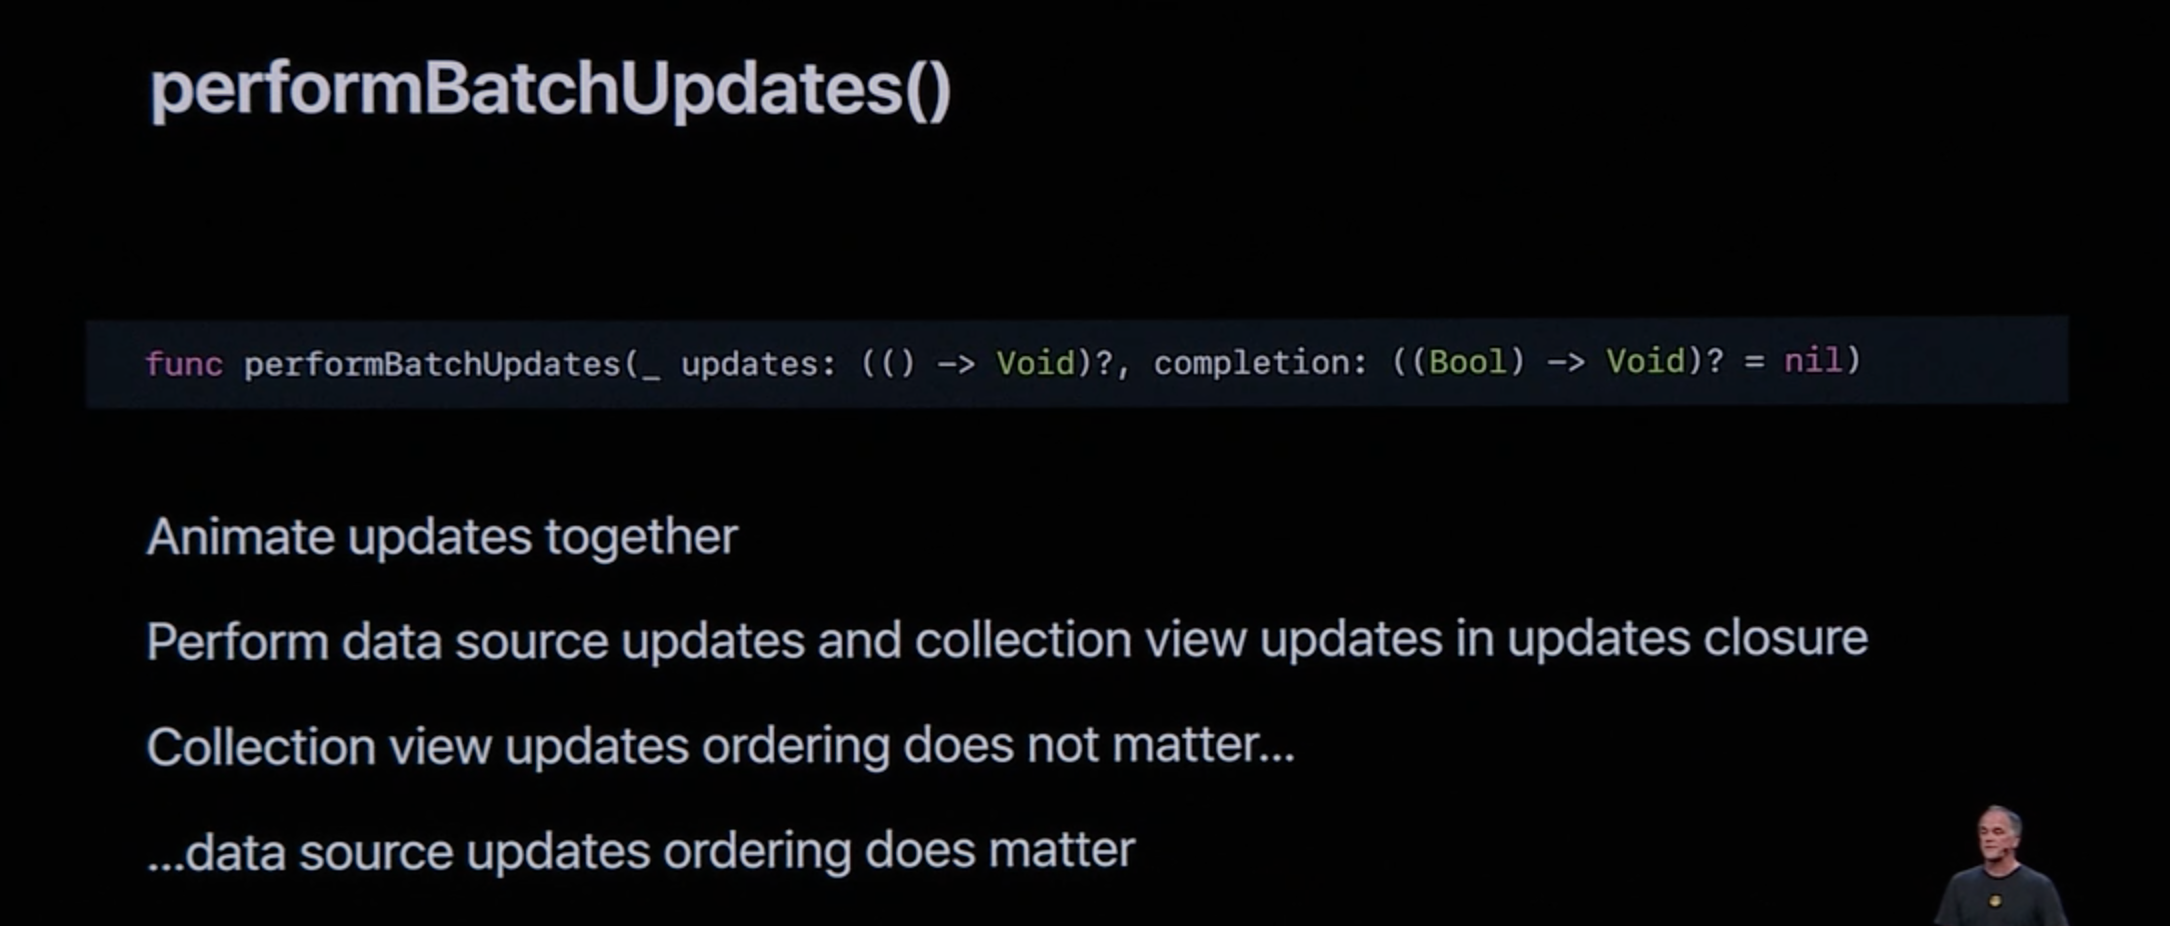 performBatchUpdates()
func performBatchUpdates(_ updates: (() -> Void)?, completion: ((Bool) -> Void)? = nil)
Animate updates together
Perform data source updates and collection view updates in updates closure
Collection view updates ordering does not matter...
...data source updates ordering does matter